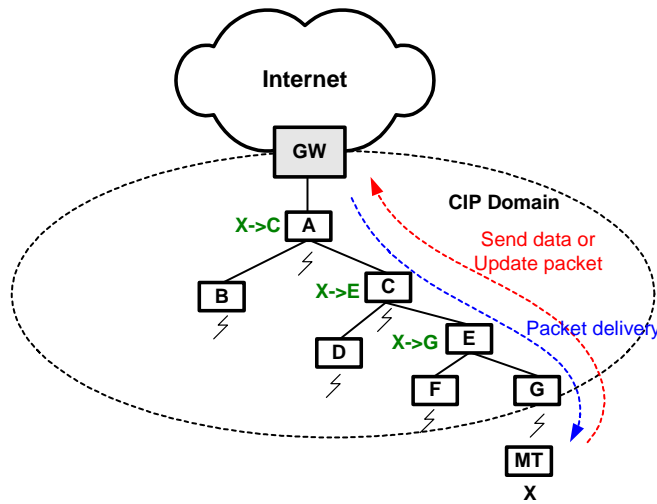 Internet
GW
CIP Domain
X->C
A
Send data or
Update packet
B
X->E
C
Packet delivery
D
X->G
E
F
G
MT
X